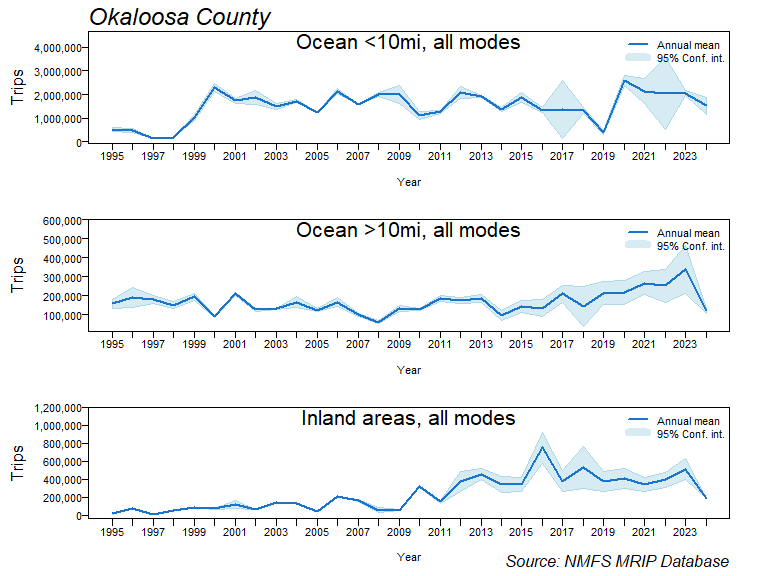 Okaloosa County
Ocean <10mi, all modes
Annual mean
95% Conf. int.
Trips
4,000,000
3,000,000
2,000,000
1,000,000
0
1995 1997 1999 2001 2003 2005 2007 2009 2011 2013 2015 2017 2019 2021 2023
Year
Ocean >10mi, all modes
Annual mean
95% Conf. int.
Trips
600,000
500,000
400,000
300,000
200,000
100,000
1995 1997 1999 2001 2003 2005 2007 2009 2011 2013 2015 2017 2019 2021 2023
Year
Inland areas, all modes
Annual mean
95% Conf. int.
Trips
1,200,000
1,000,000
800,000
600,000
400,000
200,000
0
1995 1997 1999 2001 2003 2005 2007 2009 2011 2013 2015 2017 2019 2021 2023
Year
Source: NMFS MRIP Database